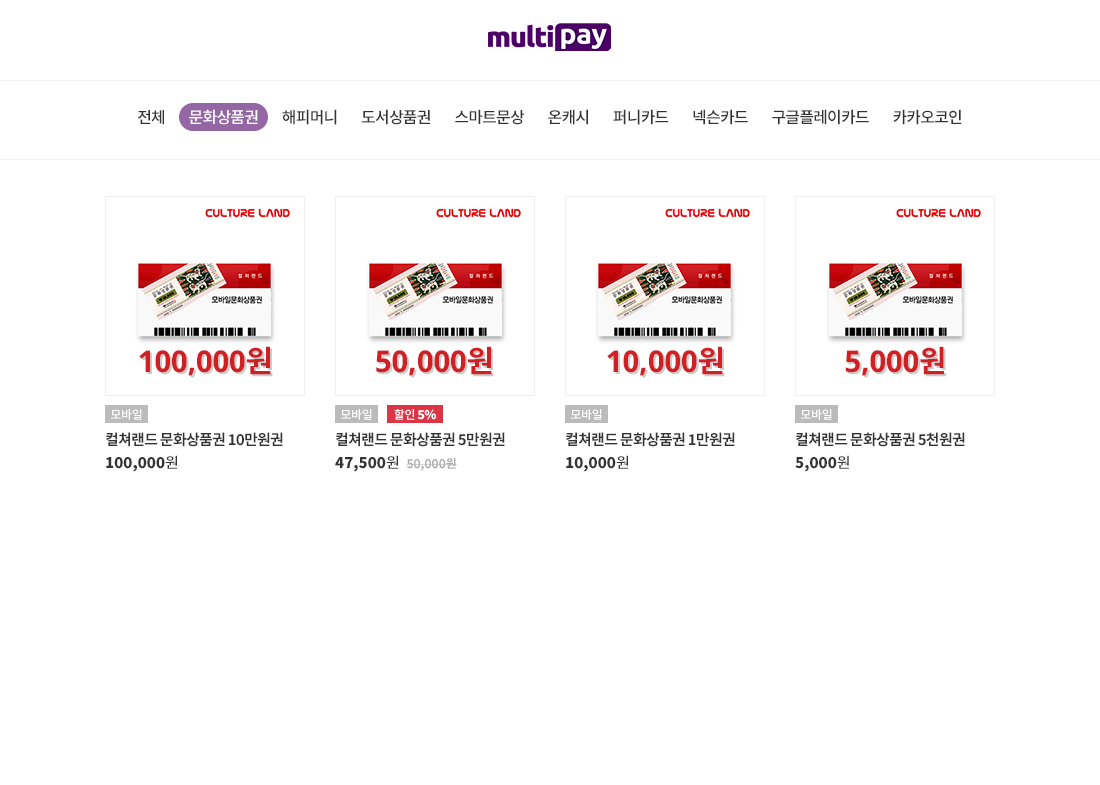 multipay
전체 문화상품권 해피머니 도서상품권 스마트문상 온캐시 퍼니카드 넥슨카드 구글플레이카드 카카오코인
CULTURE LAND
컬쳐랜드
모바일문화상품권
100,000원
모바일
컬쳐랜드 문화상품권 10만원권
100,000원
CULTURE LAND
컬쳐랜드
모바일문화상품권
50,000원
모바일 할인 5%
컬쳐랜드 문화상품권 5만원권
47,500원 50,000원
CULTURE LAND
컬쳐랜드
모바일문화상품권
10,000원
모바일
컬쳐랜드 문화상품권 1만원권
10,000원
CULTURE LAND
컬쳐랜드
모바일문화상품권
5,000원
모바일
컬쳐랜드 문화상품권 5천원권
5,000원